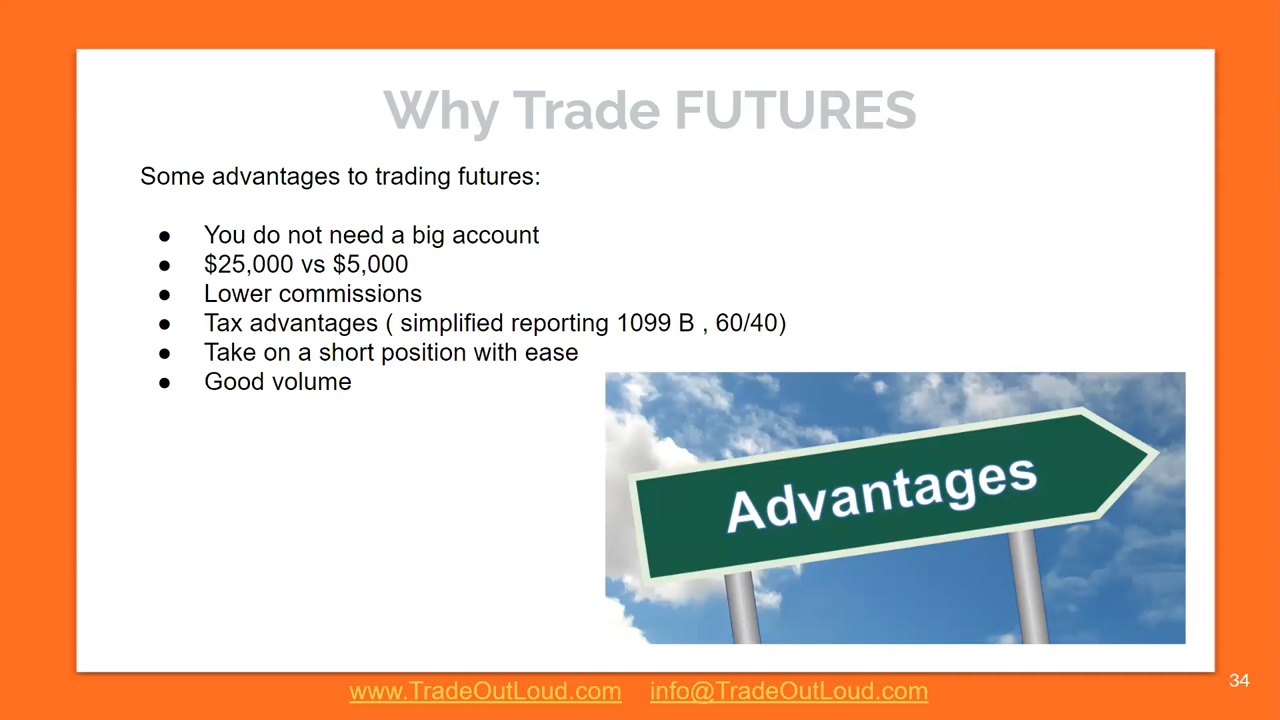 Why Trade FUTURES
Some advantages to trading futures:
● You do not need a big account
● $25,000 vs $5,000
● Lower commissions
● Tax advantages ( simplified reporting 1099 B , 60/40)
● Take on a short position with ease
● Good volume
Advantages
www.TradeOutLoud.com info@TradeOutLoud.com
34